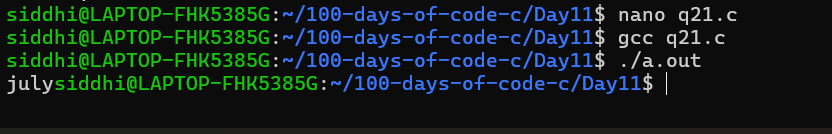 siddhi@LAPTOP-FHK5385G:~/100-days-of-code-c/Day11$ nano q21.c
siddhi@LAPTOP-FHK5385G:~/100-days-of-code-c/Day11$ gcc q21.c
siddhi@LAPTOP-FHK5385G:~/100-days-of-code-c/Day11$ ./a.out
julysiddhi@LAPTOP-FHK5385G:~/100-days-of-code-c/Day11$